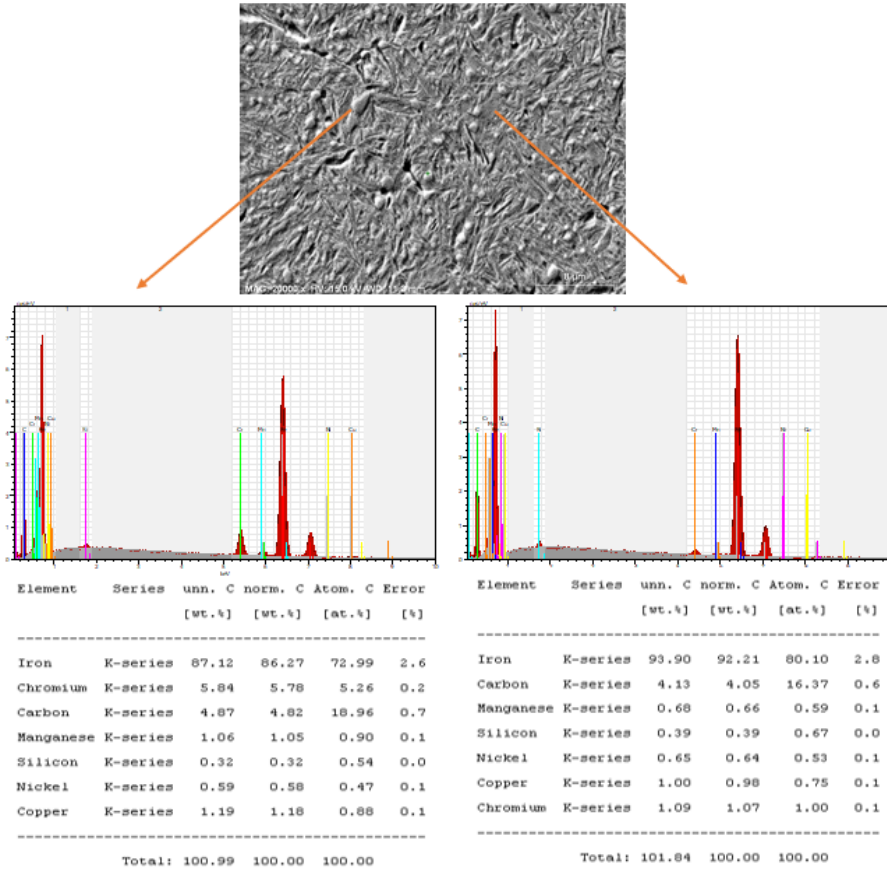 MAG: 20000 x HV: 15.0 kV WD:
Element Series unn. C norm. C Atom. C Error
[wt.%] [wt.%] [at.%] [%]
Iron K-series 87.12 86.27 72.99 2.6
Chromium K-series 5.84 5.78 5.26 0.2
Carbon K-series 4.87 4.82 18.96 0.7
Manganese K-series 1.06 1.05 0.90 0.1
Silicon K-series 0.32 0.32 0.54 0.0
Nickel K-series 0.59 0.58 0.47 0.1
Copper K-series 1.19 1.18 0.88 0.1
Total: 100.99 100.00 100.00
Element Series unn. C norm. C Atom. C Error
[wt.%] [wt.%] [at.%] [%]
Iron K-series 93.90 92.21 80.10 2.8
Carbon K-series 4.13 4.05 16.37 0.6
Manganese K-series 0.68 0.66 0.59 0.1
Silicon K-series 0.39 0.39 0.67 0.0
Nickel K-series 0.65 0.64 0.53 0.1
Copper K-series 1.00 0.98 0.75 0.1
Chromium K-series 1.09 1.07 1.00 0.1
Total: 101.84 100.00 100.00